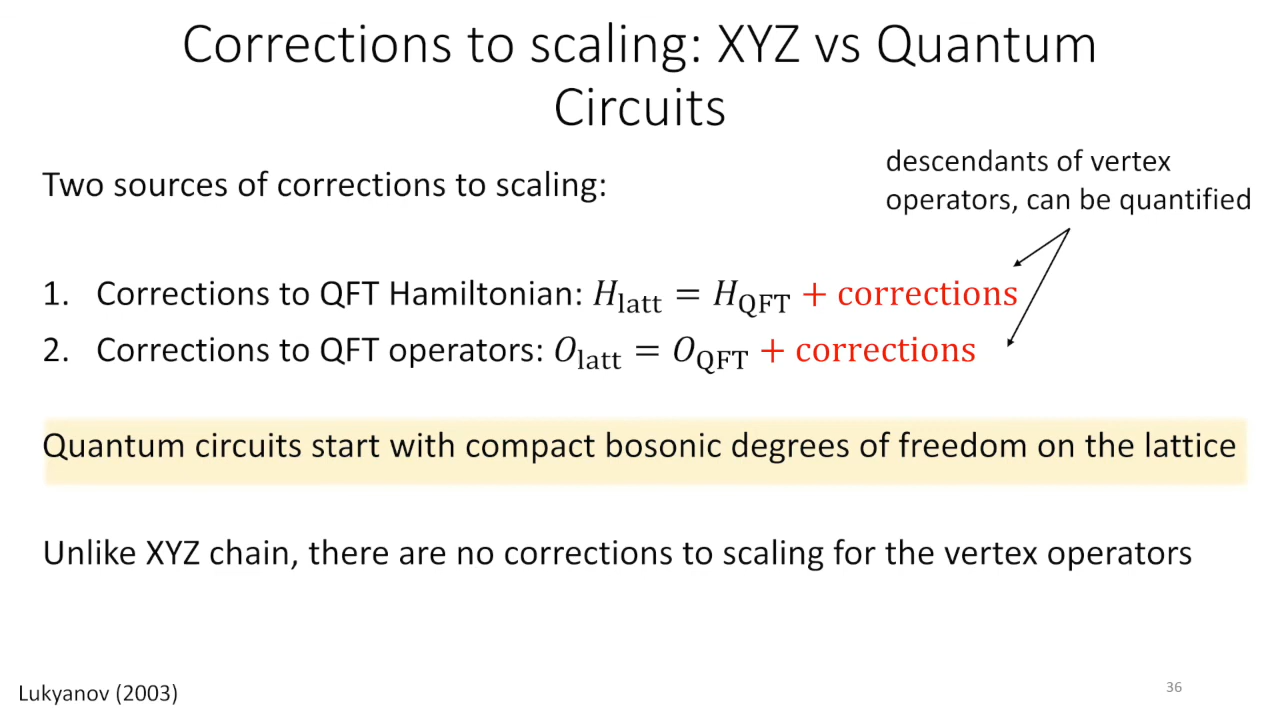 Corrections to scaling: XYZ vs Quantum
Circuits
Two sources of corrections to scaling:
descendants of vertex
operators, can be quantified
1. Corrections to QFT Hamiltonian: H_latt = H_QFT + corrections
2. Corrections to QFT operators: O_latt = O_QFT + corrections
Quantum circuits start with compact bosonic degrees of freedom on the lattice
Unlike XYZ chain, there are no corrections to scaling for the vertex operators
Lukyanov (2003)
36